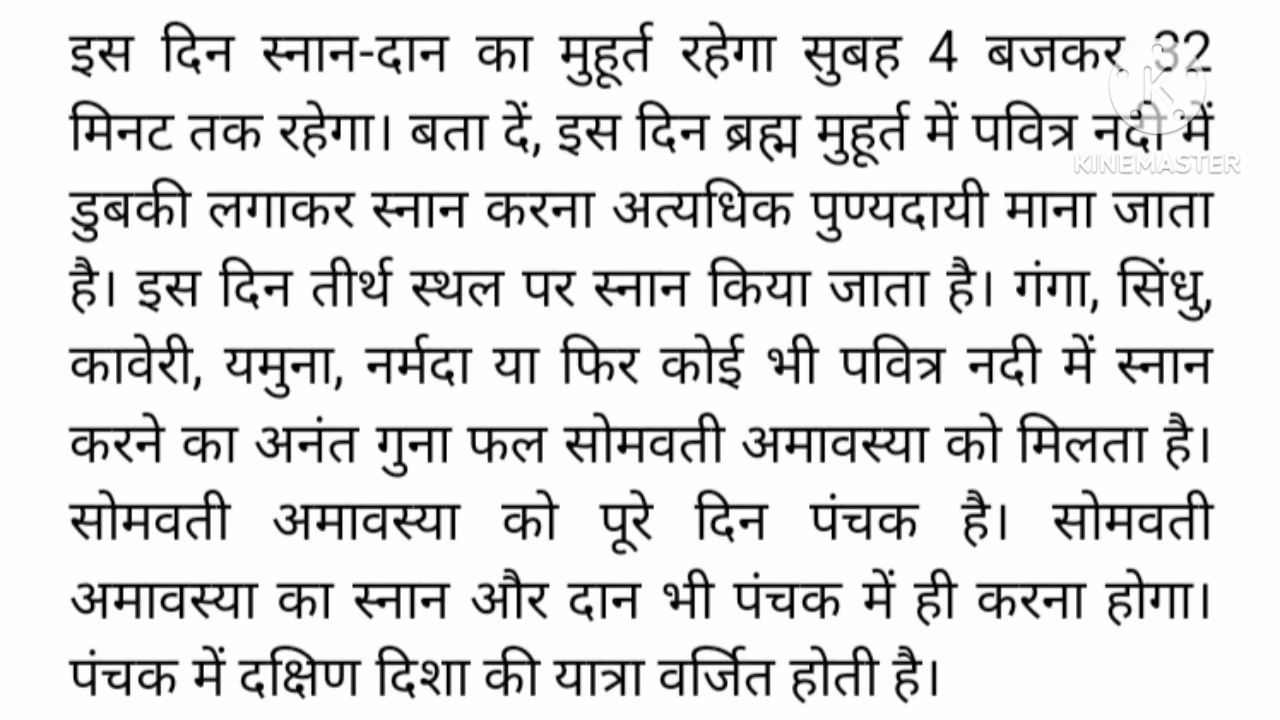 इस दिन स्नान-दान का मुहूर्त रहेगा सुबह 4 बजकर 32
मिनट तक रहेगा। बता दें, इस दिन ब्रह्म मुहूर्त में पवित्र नदी में
डुबकी लगाकर स्नान करना अत्यधिक पुण्यदायी माना जाता
है। इस दिन तीर्थ स्थल पर स्नान किया जाता है। गंगा, सिंधु,
कावेरी, यमुना, नर्मदा या फिर कोई भी पवित्र नदी में स्नान
करने का अनंत गुना फल सोमवती अमावस्या को मिलता है।
सोमवती अमावस्या को पूरे दिन पंचक है। सोमवती
अमावस्या का स्नान और दान भी पंचक में ही करना होगा।
पंचक में दक्षिण दिशा की यात्रा वर्जित होती है।
K
KINEMASTER